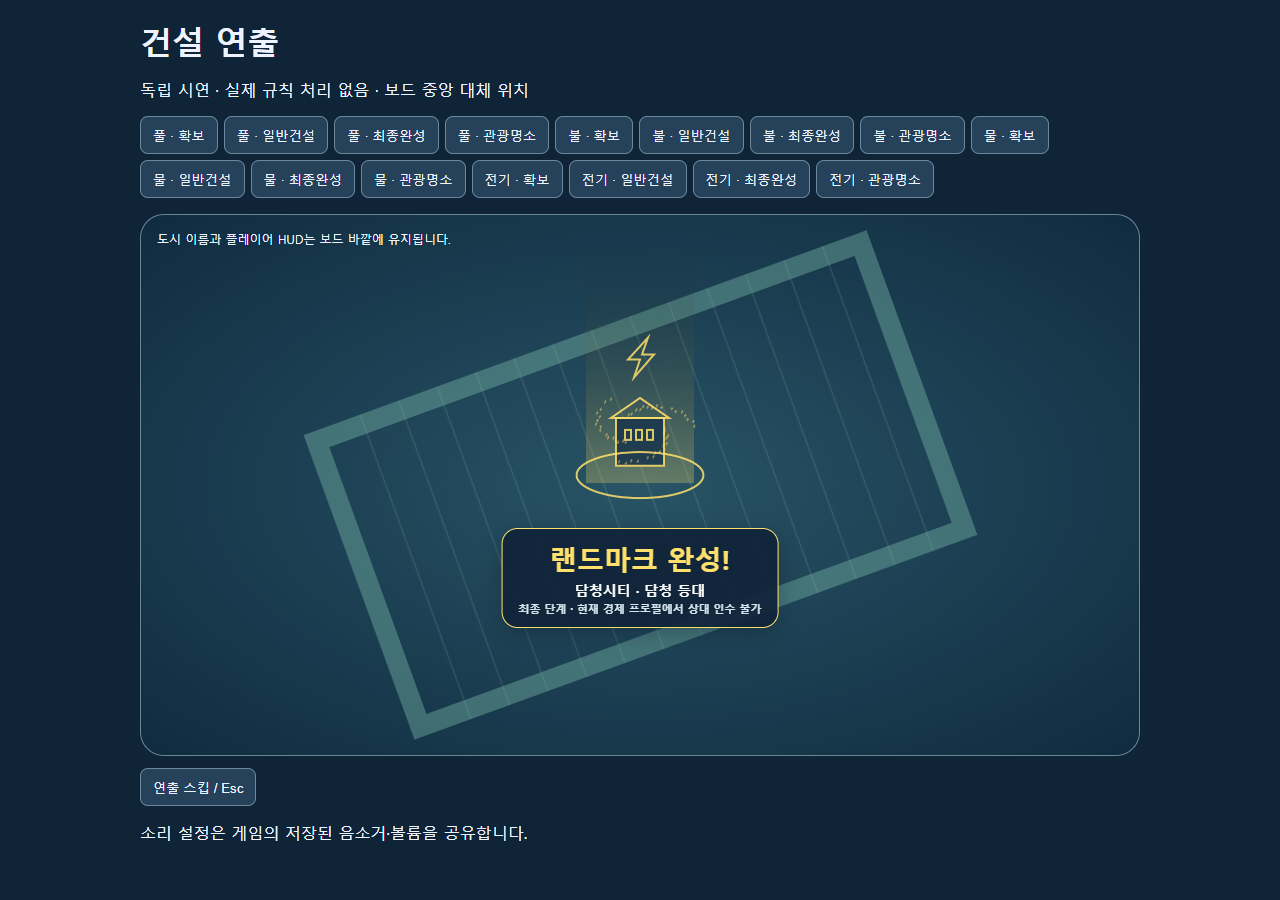 건설 연출
독립 시연 · 실제 규칙 처리 없음 · 보드 중앙 대체 위치
풀 · 확보 풀 · 일반건설 풀 · 최종완성 풀 · 관광명소 불 · 확보 불 · 일반건설 불 · 최종완성 불 · 관광명소 물 · 확보
물 · 일반건설 물 · 최종완성 물 · 관광명소 전기 · 확보 전기 · 일반건설 전기 · 최종완성 전기 · 관광명소
도시 이름과 플레이어 HUD는 보드 바깥에 유지됩니다.
랜드마크 완성!
담청시티 · 담청 등대
최종 단계 · 현재 경제 프로필에서 상대 인수 불가
연출 스킵 / Esc
소리 설정은 게임의 저장된 음소거·볼륨을 공유합니다.